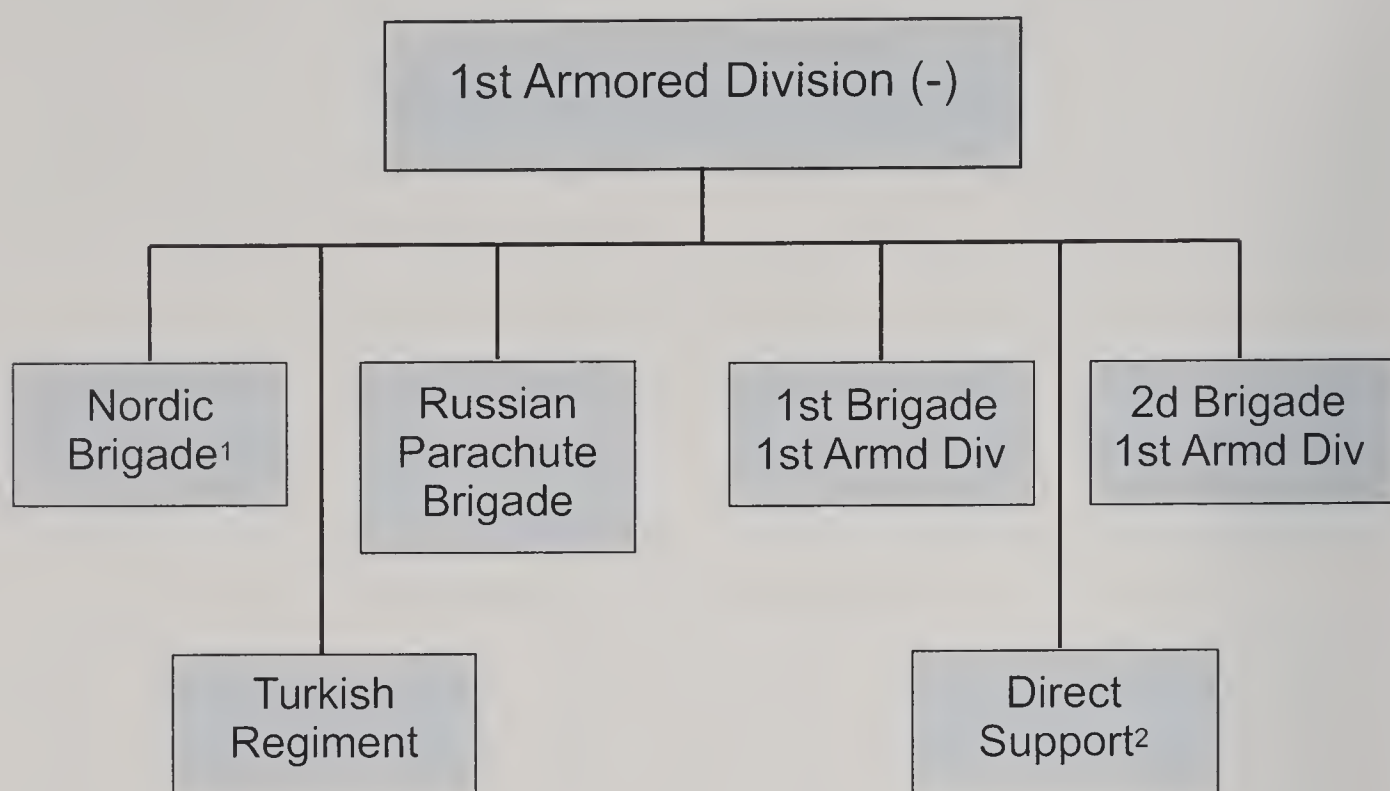 1st Armored Division (-)
Nordic
Brigade¹
Russian
Parachute
Brigade
1st Brigade
1st Armd Div
2d Brigade
1st Armd Div
Turkish
Regiment
Direct
Support²